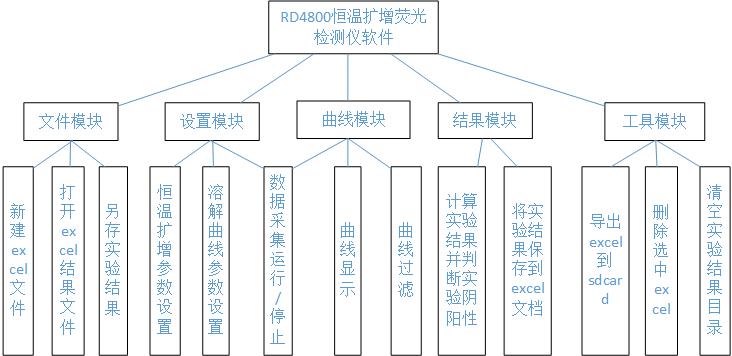 RD4800恒温扩增荧光
检测仪软件
文件模块
设置模块
曲线模块
结果模块
工具模块
新建excel文件
打开excel结果文件
另存实验结果
恒温扩增参数设置
溶解曲线参数设置
数据采集运行/停止
曲线显示
曲线过滤
计算实验结果并判断实验阴阳性
将实验结果保存到excel文档
导出excel到sdcard
删除选中excel
清空实验结果目录